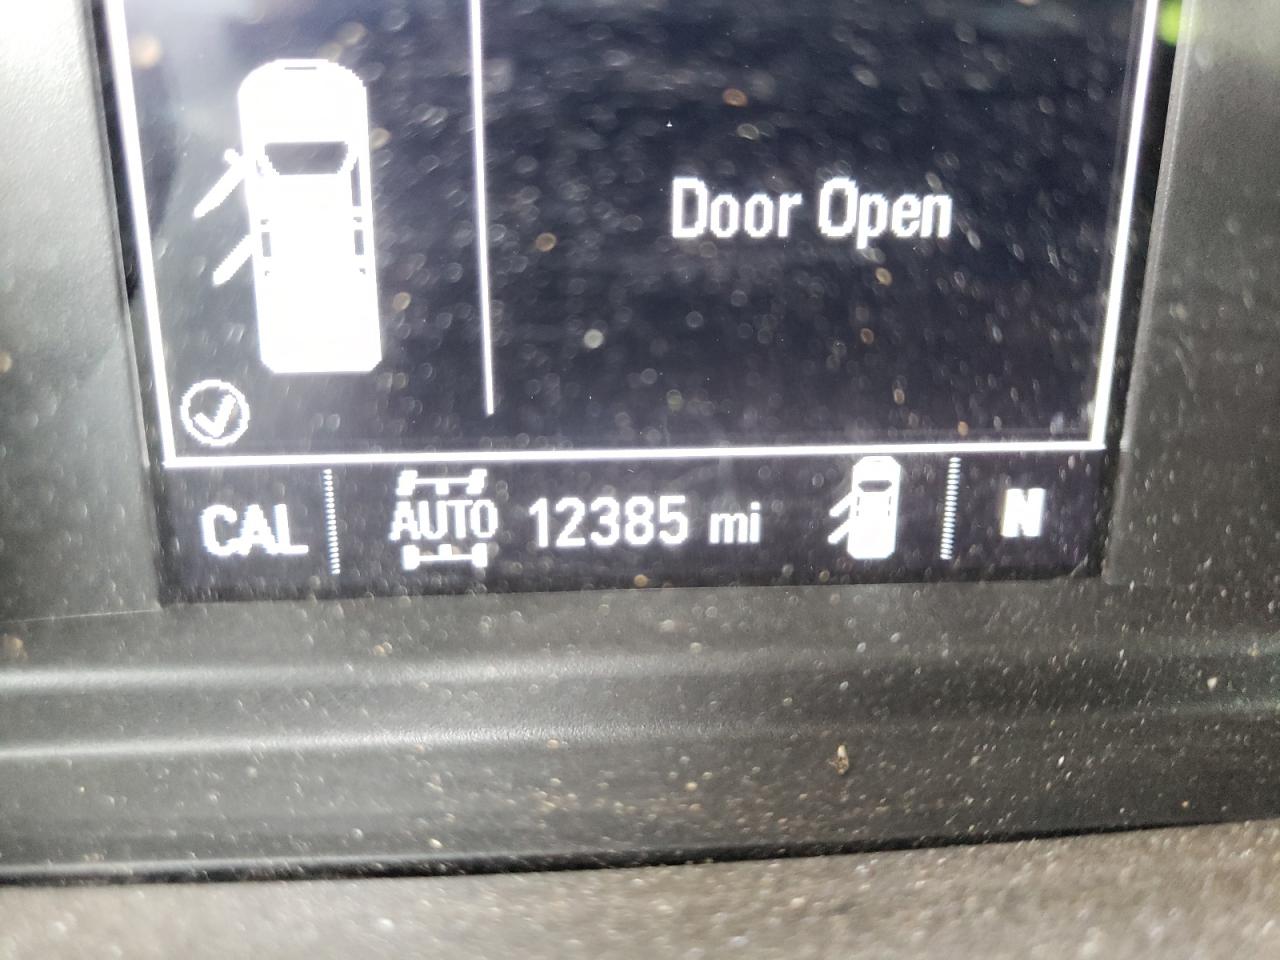 Door Open
CAL AUTO 12385 mi N